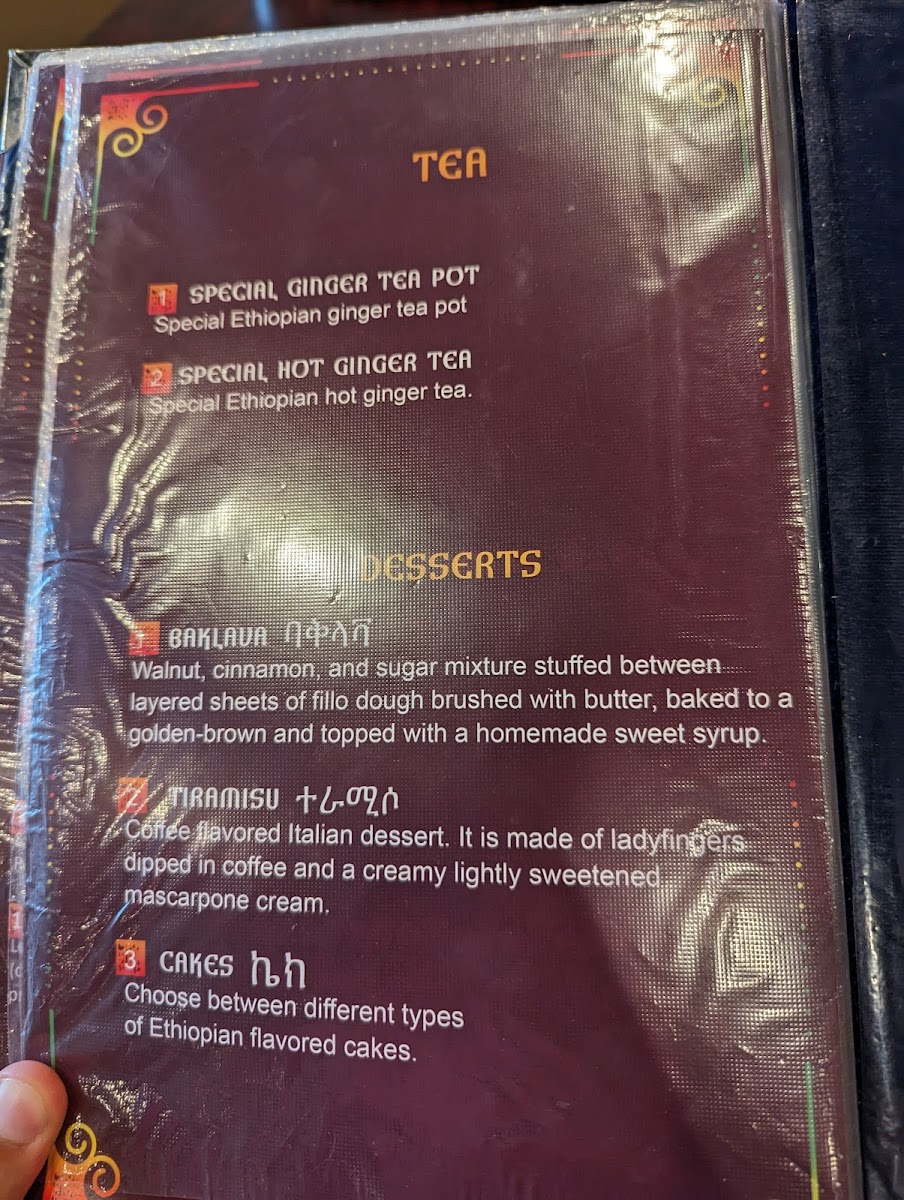 TEA
1 SPECIAL GINGER TEA POT
Special Ethiopian ginger tea pot
2 SPECIAL HOT GINGER TEA
Special Ethiopian hot ginger tea.
DESSERTS
1 BAKLAVA ባቅላቫ
Walnut, cinnamon, and sugar mixture stuffed between
layered sheets of fillo dough brushed with butter, baked to a
golden-brown and topped with a homemade sweet syrup.
2 TIRAMISU ተራሚሶ
Coffee flavored Italian dessert. It is made of ladyfingers
dipped in coffee and a creamy lightly sweetened
mascarpone cream.
3 CAKES ኬክ
Choose between different types
of Ethiopian flavored cakes.